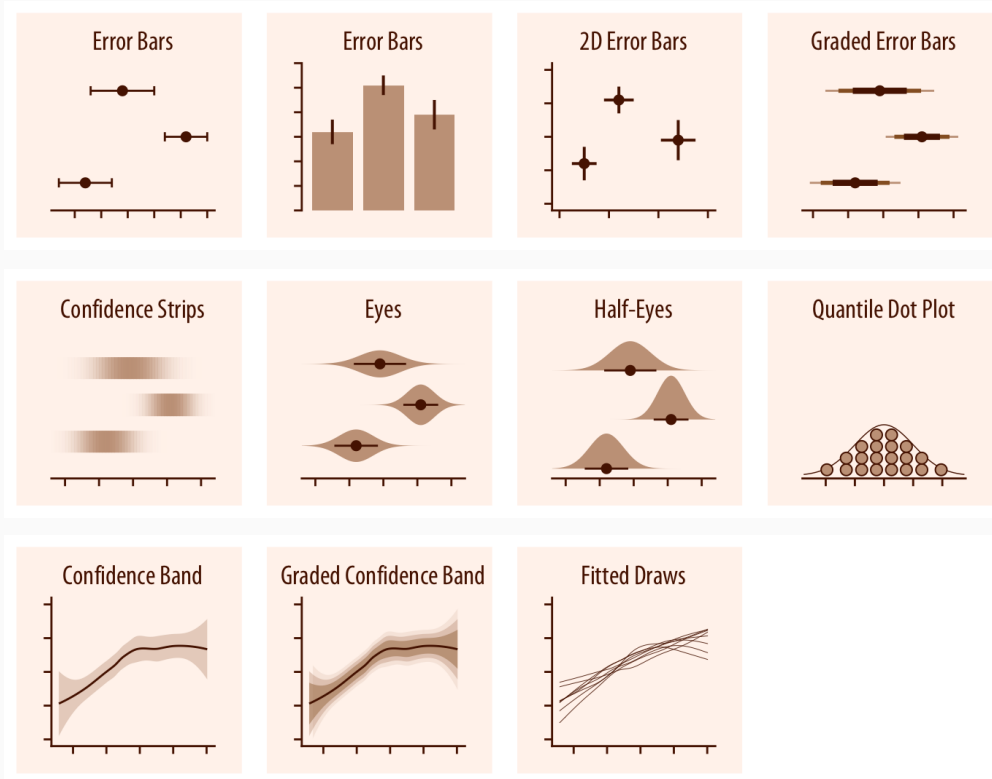 Error Bars
Error Bars
2D Error Bars
Graded Error Bars
Confidence Strips
Eyes
Half-Eyes
Quantile Dot Plot
Confidence Band
Graded Confidence Band
Fitted Draws